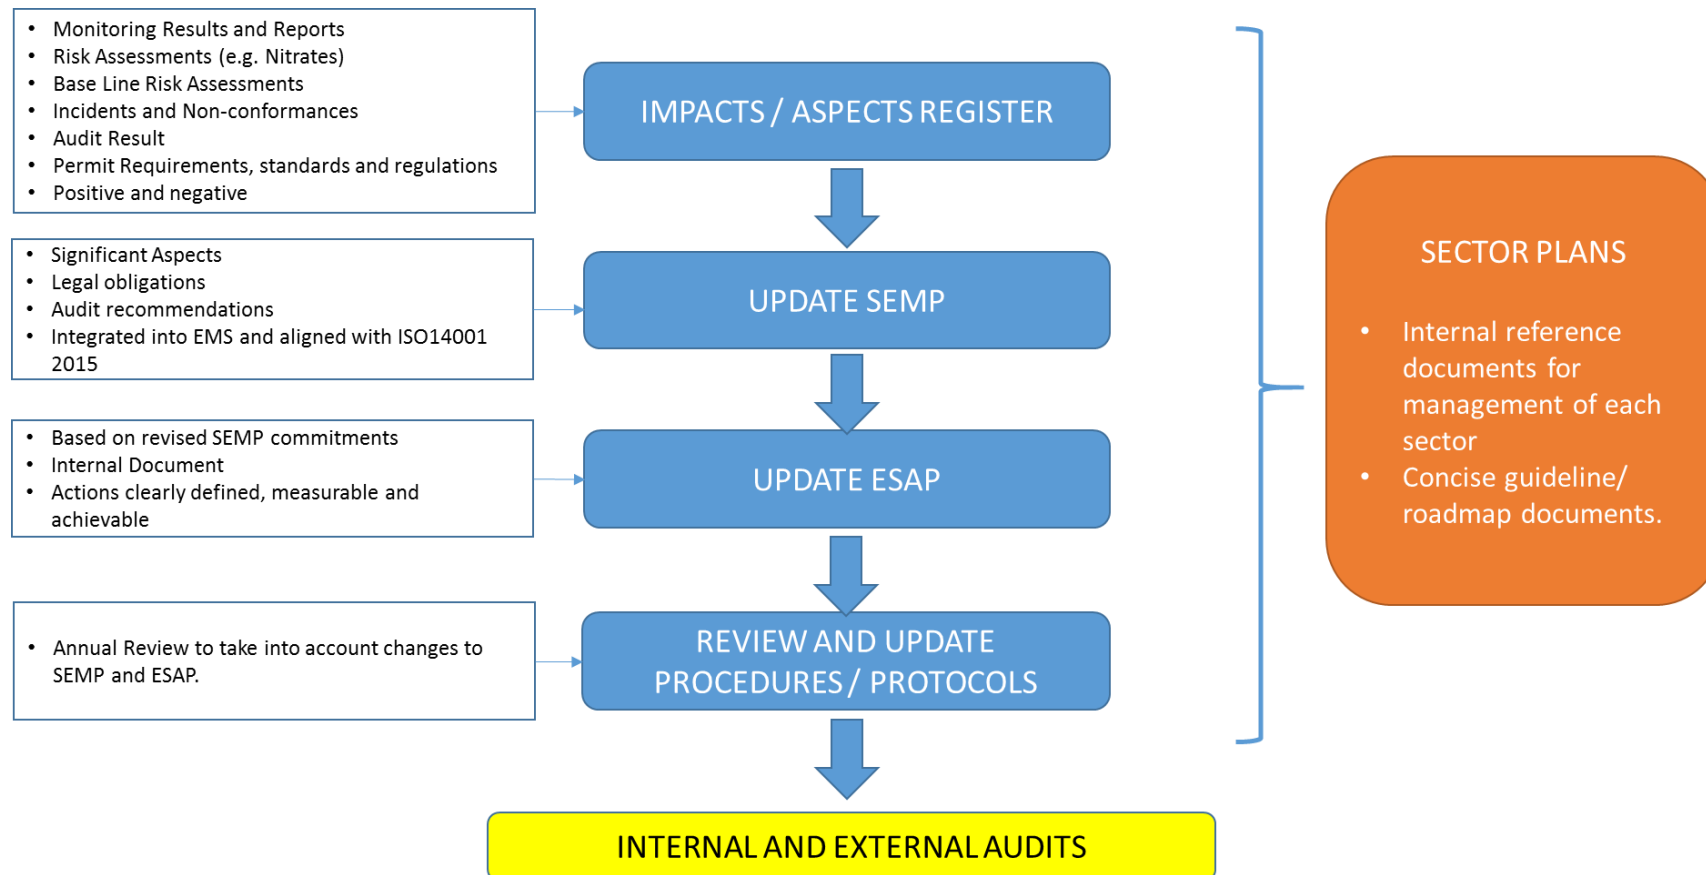 • Monitoring Results and Reports
• Risk Assessments (e.g. Nitrates)
• Base Line Risk Assessments
• Incidents and Non-conformances
• Audit Result
• Permit Requirements, standards and regulations
• Positive and negative
IMPACTS / ASPECTS REGISTER
• Significant Aspects
• Legal obligations
• Audit recommendations
• Integrated into EMS and aligned with ISO14001
2015
UPDATE SEMP
• Based on revised SEMP commitments
• Internal Document
• Actions clearly defined, measurable and
achievable
UPDATE ESAP
• Annual Review to take into account changes to
SEMP and ESAP.
REVIEW AND UPDATE
PROCEDURES / PROTOCOLS
INTERNAL AND EXTERNAL AUDITS
SECTOR PLANS
• Internal reference
documents for
management of each
sector
• Concise guideline/
roadmap documents.